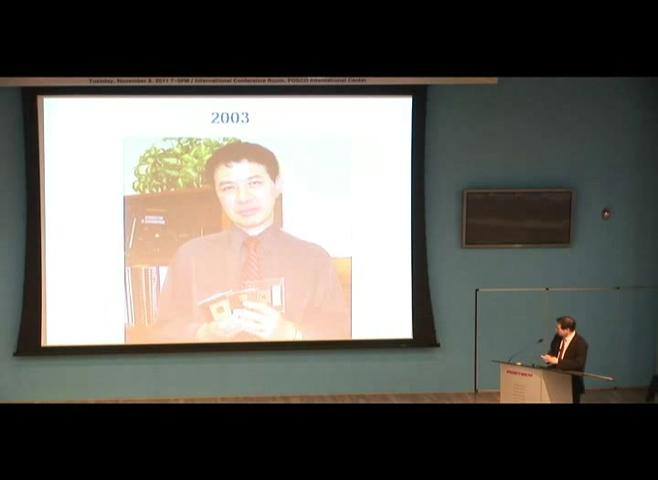 Tuesday, November 8, 2011 7~9PM / International Conference Room, POSCO International Center
2003
POSTECH